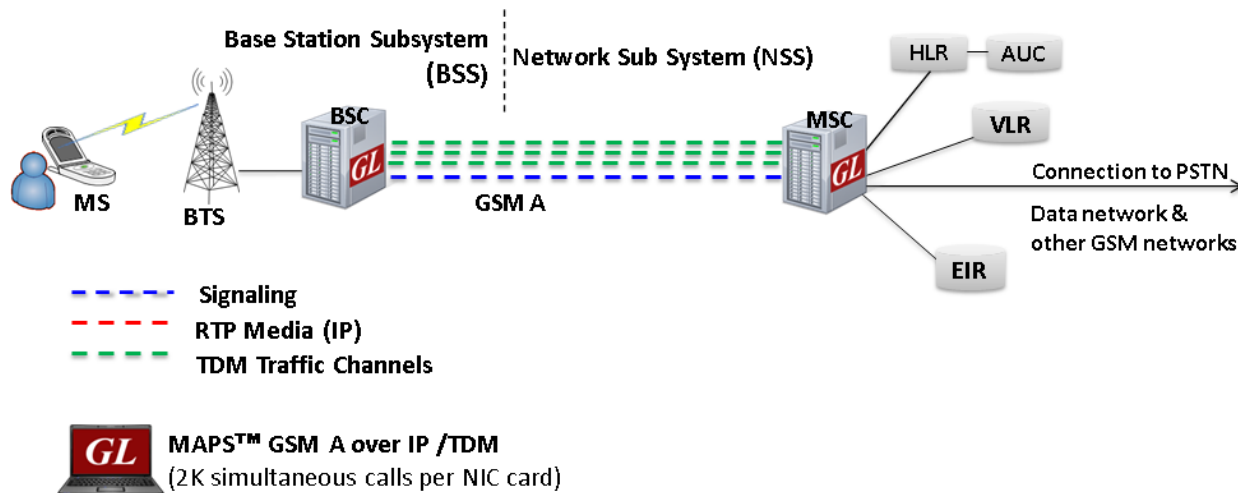 Base Station Subsystem
(BSS)
Network Sub System (NSS)
HLR
AUC
BSC
MSC
VLR
GL
GL
Connection to PSTN
MS
BTS
GSM A
Data network &
other GSM networks
EIR
Signaling
RTP Media (IP)
TDM Traffic Channels
GL
MAPS™ GSM A over IP /TDM
(2K simultaneous calls per NIC card)